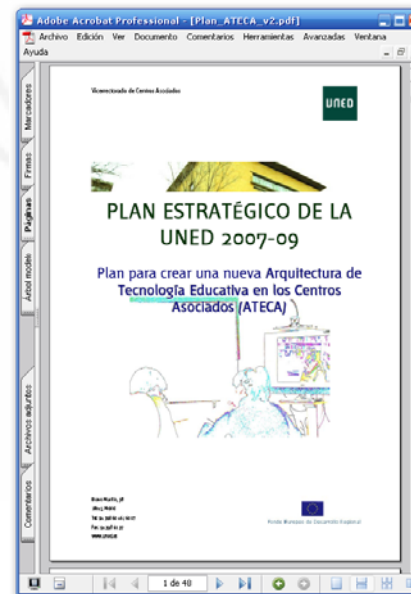 Adobe Acrobat Professional - [Plan_ATECA_v2.pdf]
Archivo Edición Ver Documento Comentarios Herramientas Avanzadas Ventana
Ayuda
Marcadores
Firmas
Páginas
Árbol modelo
Archivos adjuntos
Comentarios
Vicerrectorado de Centros Asociados
UNED
PLAN ESTRATÉGICO DE LA
UNED 2007-09
Plan para crear una nueva Arquitectura de
Tecnología Educativa en los Centros
Asociados (ATECA)
Fondo Europeo de Desarrollo Regional
1 de 40